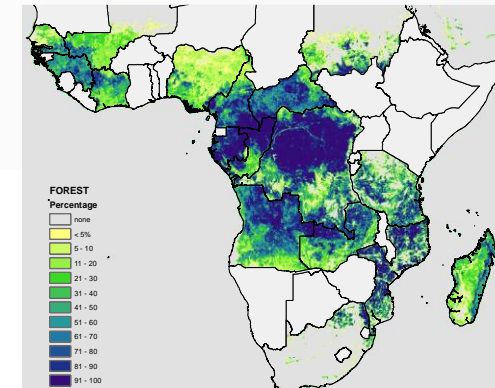 FOREST
Percentage
none
< 5%
5 - 10
11 - 20
21 - 30
31 - 40
41 - 50
51 - 60
61 - 70
71 - 80
81 - 90
91 - 100